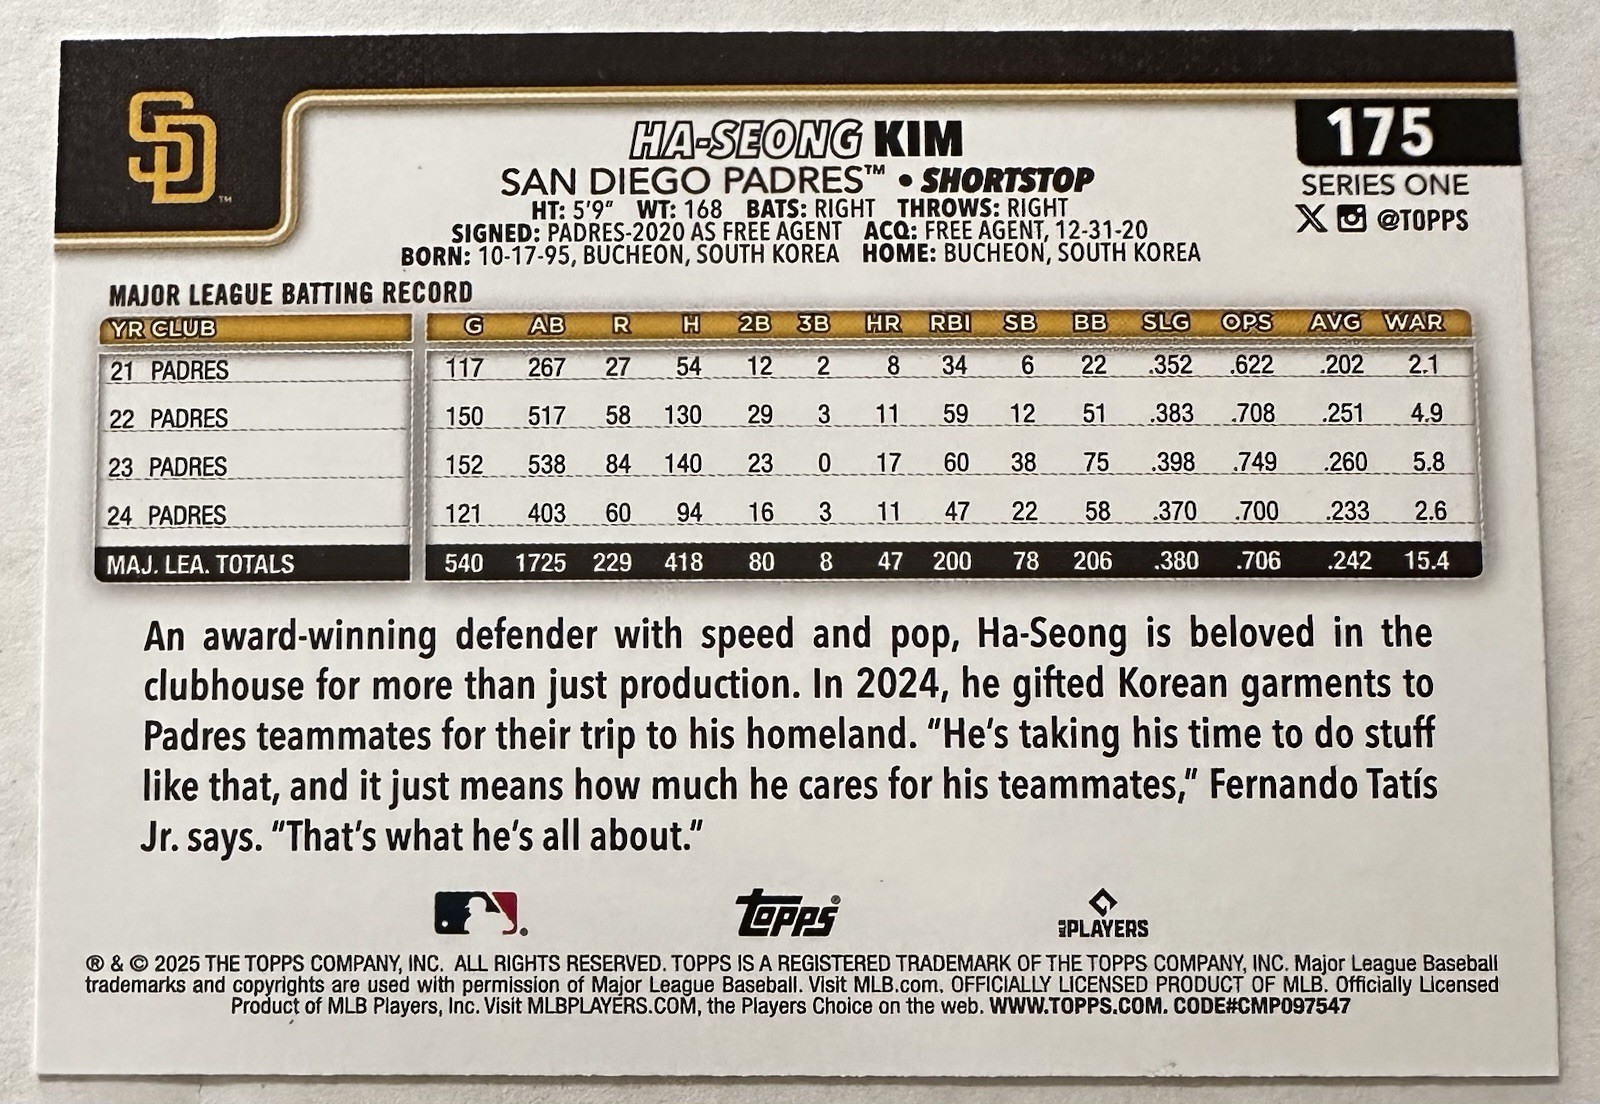 SD™
HA-SEONG KIM
175
SAN DIEGO PADRES™ • SHORTSTOP
SERIES ONE
HT: 5'9" WT: 168 BATS: RIGHT THROWS: RIGHT
@TOPPS
SIGNED: PADRES-2020 AS FREE AGENT ACQ: FREE AGENT, 12-31-20
BORN: 10-17-95, BUCHEON, SOUTH KOREA HOME: BUCHEON, SOUTH KOREA
MAJOR LEAGUE BATTING RECORD
YR CLUB G AB R H 2B 3B HR RBI SB BB SLG OPS AVG WAR
21 PADRES 117 267 27 54 12 2 8 34 6 22 .352 .622 .202 2.1
22 PADRES 150 517 58 130 29 3 11 59 12 51 .383 .708 .251 4.9
23 PADRES 152 538 84 140 23 0 17 60 38 75 .398 .749 .260 5.8
24 PADRES 121 403 60 94 16 3 11 47 22 58 .370 .700 .233 2.6
MAJ. LEA. TOTALS 540 1725 229 418 80 8 47 200 78 206 .380 .706 .242 15.4
An award-winning defender with speed and pop, Ha-Seong is beloved in the
clubhouse for more than just production. In 2024, he gifted Korean garments to
Padres teammates for their trip to his homeland. "He's taking his time to do stuff
like that, and it just means how much he cares for his teammates," Fernando Tatís
Jr. says. "That's what he's all about."
Topps®
MLB PLAYERS
® & © 2025 THE TOPPS COMPANY, INC. ALL RIGHTS RESERVED. TOPPS IS A REGISTERED TRADEMARK OF THE TOPPS COMPANY, INC. Major League Baseball
trademarks and copyrights are used with permission of Major League Baseball. Visit MLB.com. OFFICIALLY LICENSED PRODUCT OF MLB. Officially Licensed
Product of MLB Players, Inc. Visit MLBPLAYERS.COM, the Players Choice on the web. WWW.TOPPS.COM. CODE#CMP097547